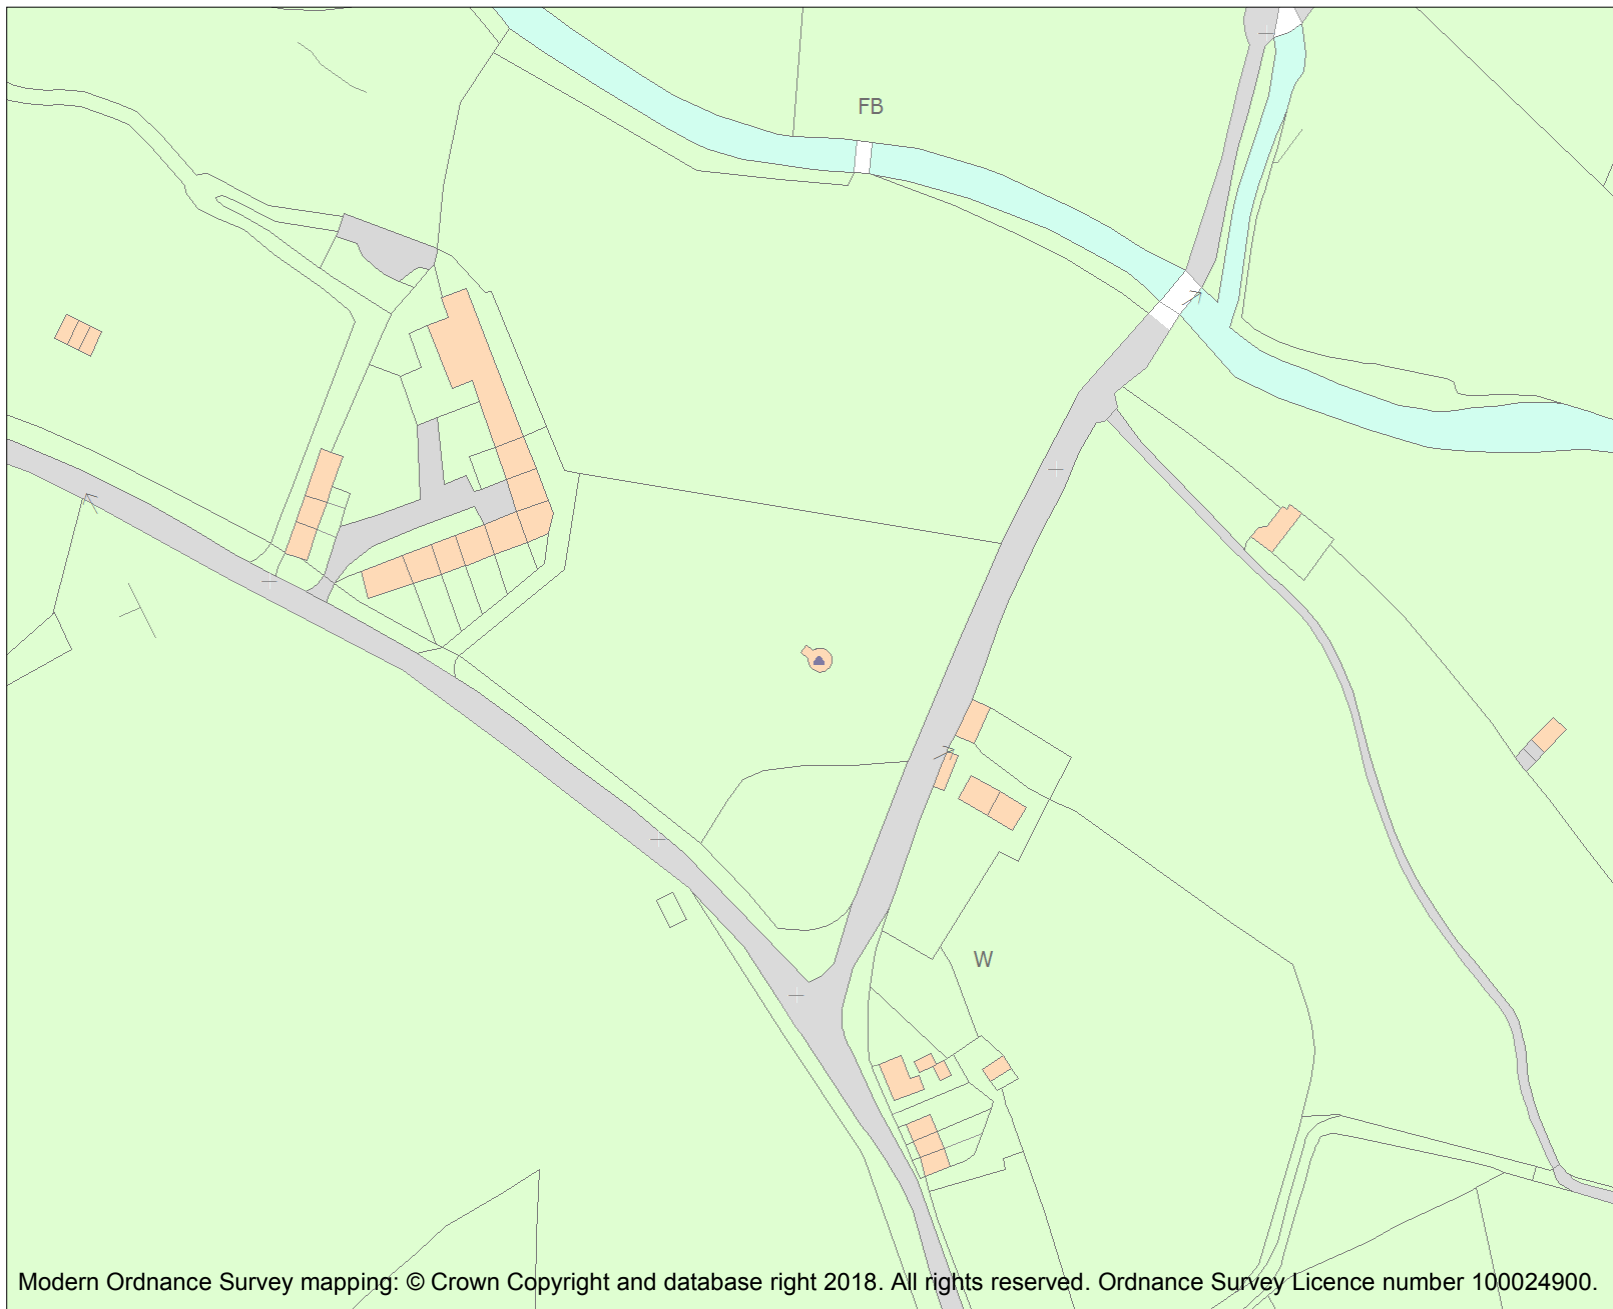 FB
W
Modern Ordnance Survey mapping: © Crown Copyright and database right 2018. All rights reserved. Ordnance Survey Licence number 100024900.